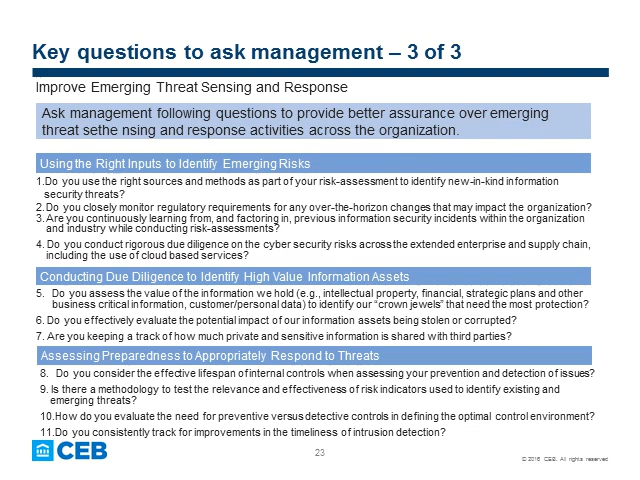 Key questions to ask management – 3 of 3
Improve Emerging Threat Sensing and Response
Ask management following questions to provide better assurance over emerging
threat sethe nsing and response activities across the organization.
Using the Right Inputs to Identify Emerging Risks
1.Do you use the right sources and methods as part of your risk-assessment to identify new-in-kind information
security threats?
2.Do you closely monitor regulatory requirements for any over-the-horizon changes that may impact the organization?
3. Are you continuously learning from, and factoring in, previous information security incidents within the organization
and industry while conducting risk-assessments?
4. Do you conduct rigorous due diligence on the cyber security risks across the extended enterprise and supply chain,
including the use of cloud based services?
Conducting Due Diligence to Identify High Value Information Assets
5. Do you assess the value of the information we hold (e.g., intellectual property, financial, strategic plans and other
business critical information, customer/personal data) to identify our “crown jewels” that need the most protection?
6. Do you effectively evaluate the potential impact of our information assets being stolen or corrupted?
7. Are you keeping a track of how much private and sensitive information is shared with third parties?
Assessing Preparedness to Appropriately Respond to Threats
8. Do you consider the effective lifespan of internal controls when assessing your prevention and detection of issues?
9. Is there a methodology to test the relevance and effectiveness of risk indicators used to identify existing and
emerging threats?
10.How do you evaluate the need for preventive versus detective controls in defining the optimal control environment?
11.Do you consistently track for improvements in the timeliness of intrusion detection?
CEB
23
© 2016 CEB. All rights reserved